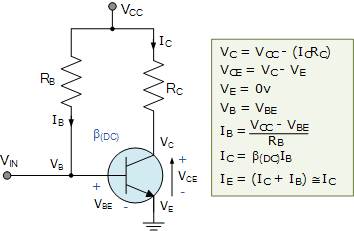 VCC
IC
RB
RC
IB
β(DC)
VC
VIN
VB
+
+
VCE
VBE
-
-
VE
VC = VCC - (ICRC)
VCE = VC - VE
VE = 0v
VB = VBE
IB = VCC - VBE
RB
IC = β(DC)IB
IE = (IC + IB) ≅ IC